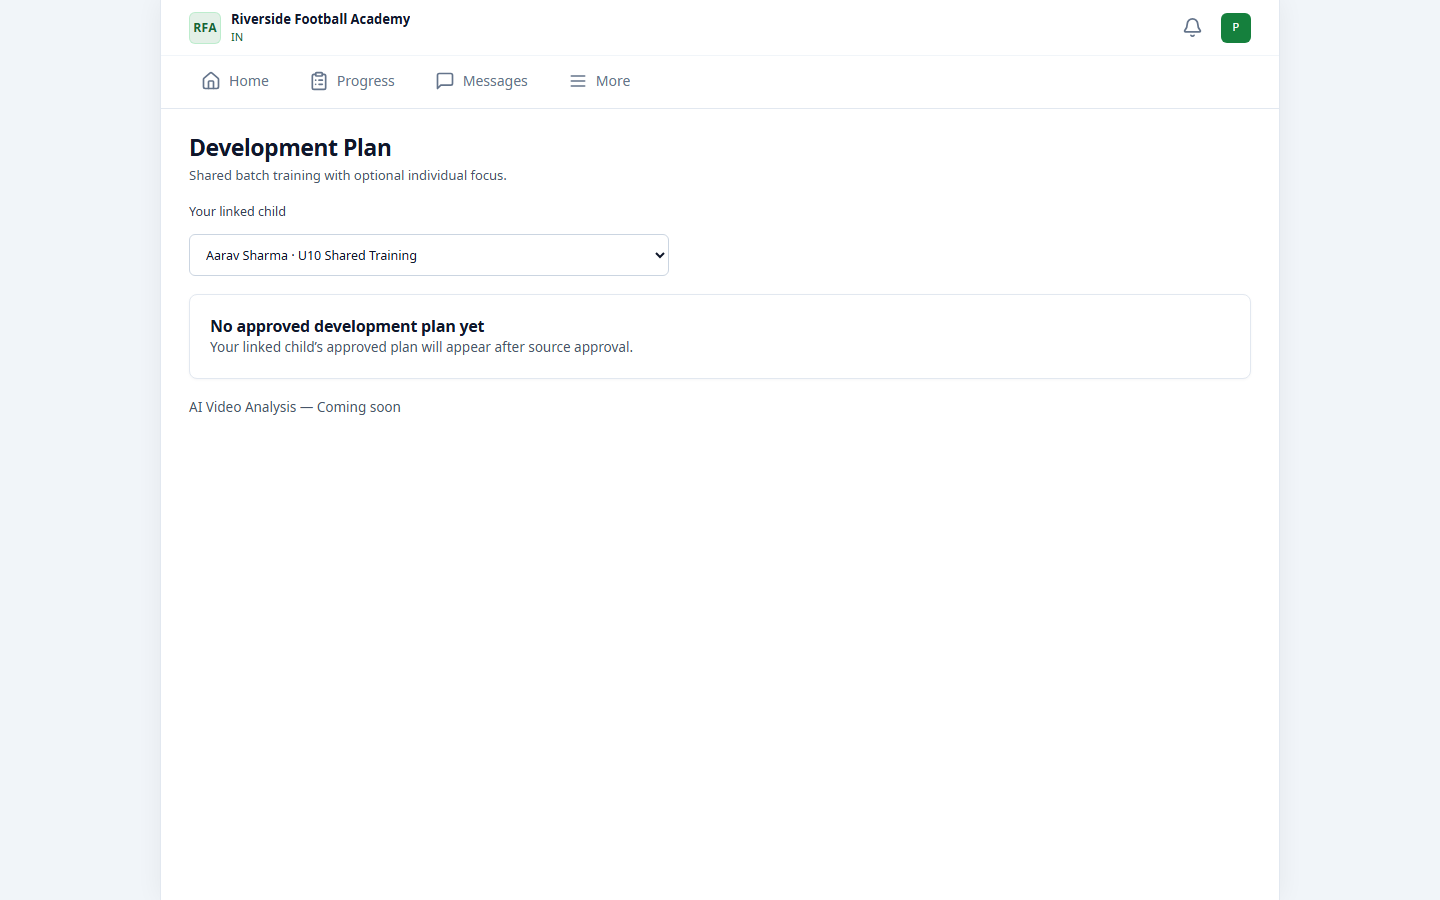 RFA
Riverside Football Academy
IN
P
Home
Progress
Messages
More
Development Plan
Shared batch training with optional individual focus.
Your linked child
Aarav Sharma · U10 Shared Training
No approved development plan yet
Your linked child’s approved plan will appear after source approval.
AI Video Analysis — Coming soon